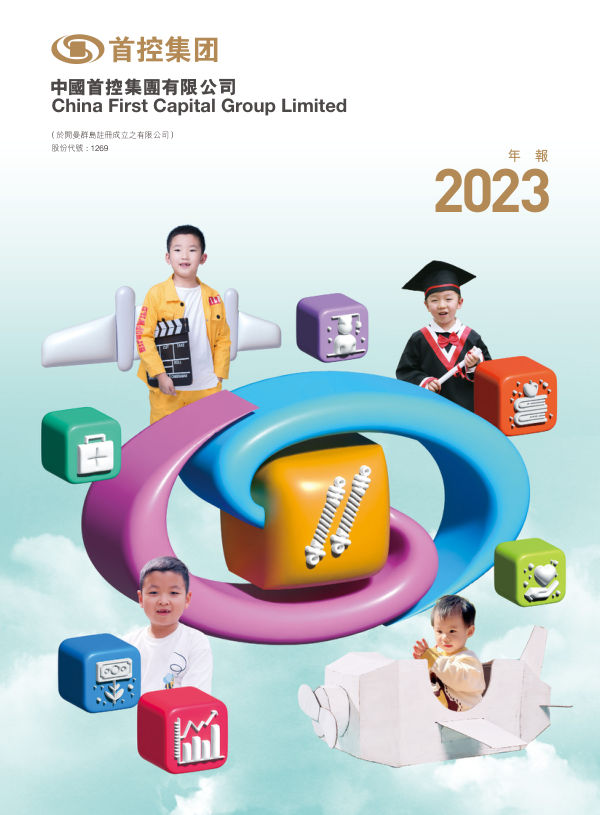 首控集团
中國首控集團有限公司
China First Capital Group Limited
(於開曼群島註冊成立之有限公司)
股份代號：1269
年 報
2023